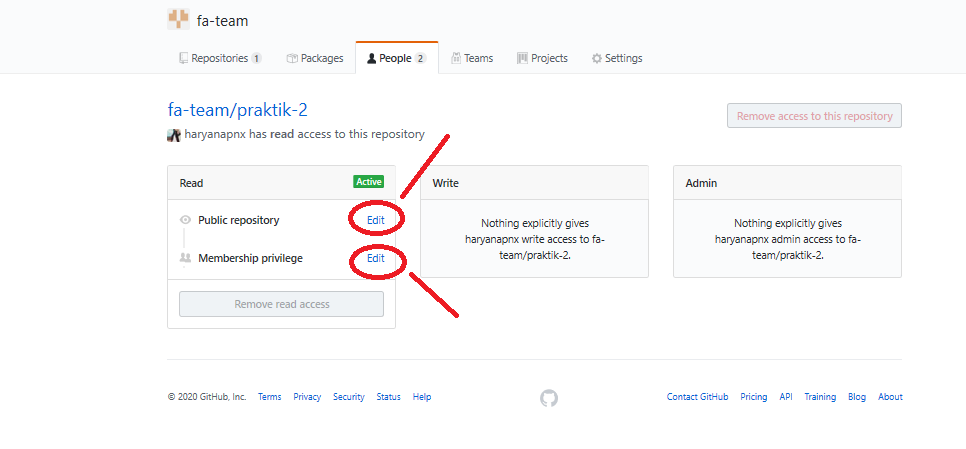 fa-team
Repositories 1 Packages People 2 Teams Projects Settings
fa-team/praktik-2
Remove access to this repository
haryanapnx has read access to this repository
Read Active
Public repository Edit
Membership privilege Edit
Remove read access
Write
Nothing explicitly gives
haryanapnx write access to fa-
team/praktik-2.
Admin
Nothing explicitly gives
haryanapnx admin access to fa-
team/praktik-2.
© 2020 GitHub, Inc. Terms Privacy Security Status Help Contact GitHub Pricing API Training Blog About